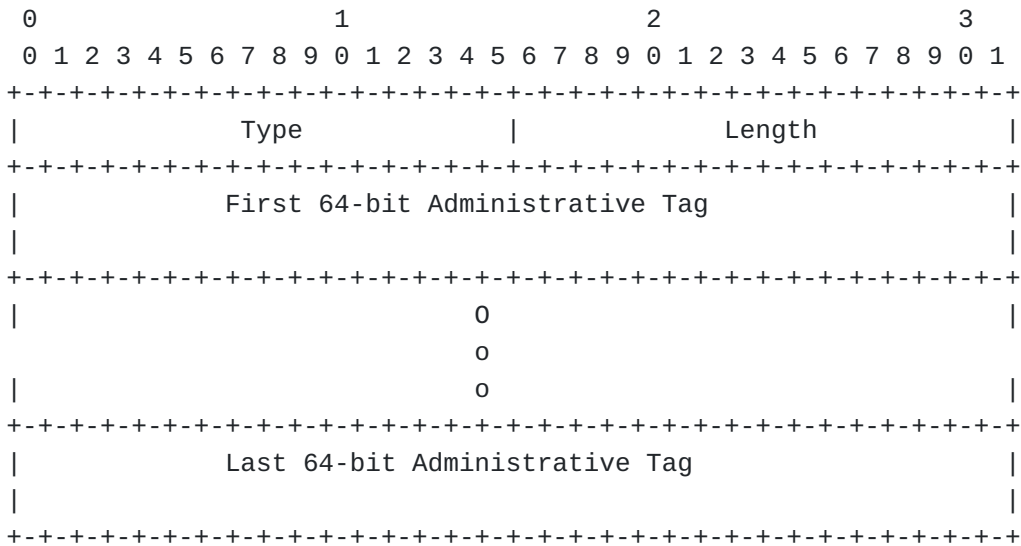 0                   1                   2                   3
 0 1 2 3 4 5 6 7 8 9 0 1 2 3 4 5 6 7 8 9 0 1 2 3 4 5 6 7 8 9 0 1
+-+-+-+-+-+-+-+-+-+-+-+-+-+-+-+-+-+-+-+-+-+-+-+-+-+-+-+-+-+-+-+-+
|              Type             |             Length            |
+-+-+-+-+-+-+-+-+-+-+-+-+-+-+-+-+-+-+-+-+-+-+-+-+-+-+-+-+-+-+-+-+
|             First 64-bit Administrative Tag                   |
|                                                               |
+-+-+-+-+-+-+-+-+-+-+-+-+-+-+-+-+-+-+-+-+-+-+-+-+-+-+-+-+-+-+-+-+
|                             O                                 |
                              o
|                             o                                 |
+-+-+-+-+-+-+-+-+-+-+-+-+-+-+-+-+-+-+-+-+-+-+-+-+-+-+-+-+-+-+-+-+
|             Last 64-bit Administrative Tag                    |
|                                                               |
+-+-+-+-+-+-+-+-+-+-+-+-+-+-+-+-+-+-+-+-+-+-+-+-+-+-+-+-+-+-+-+-+